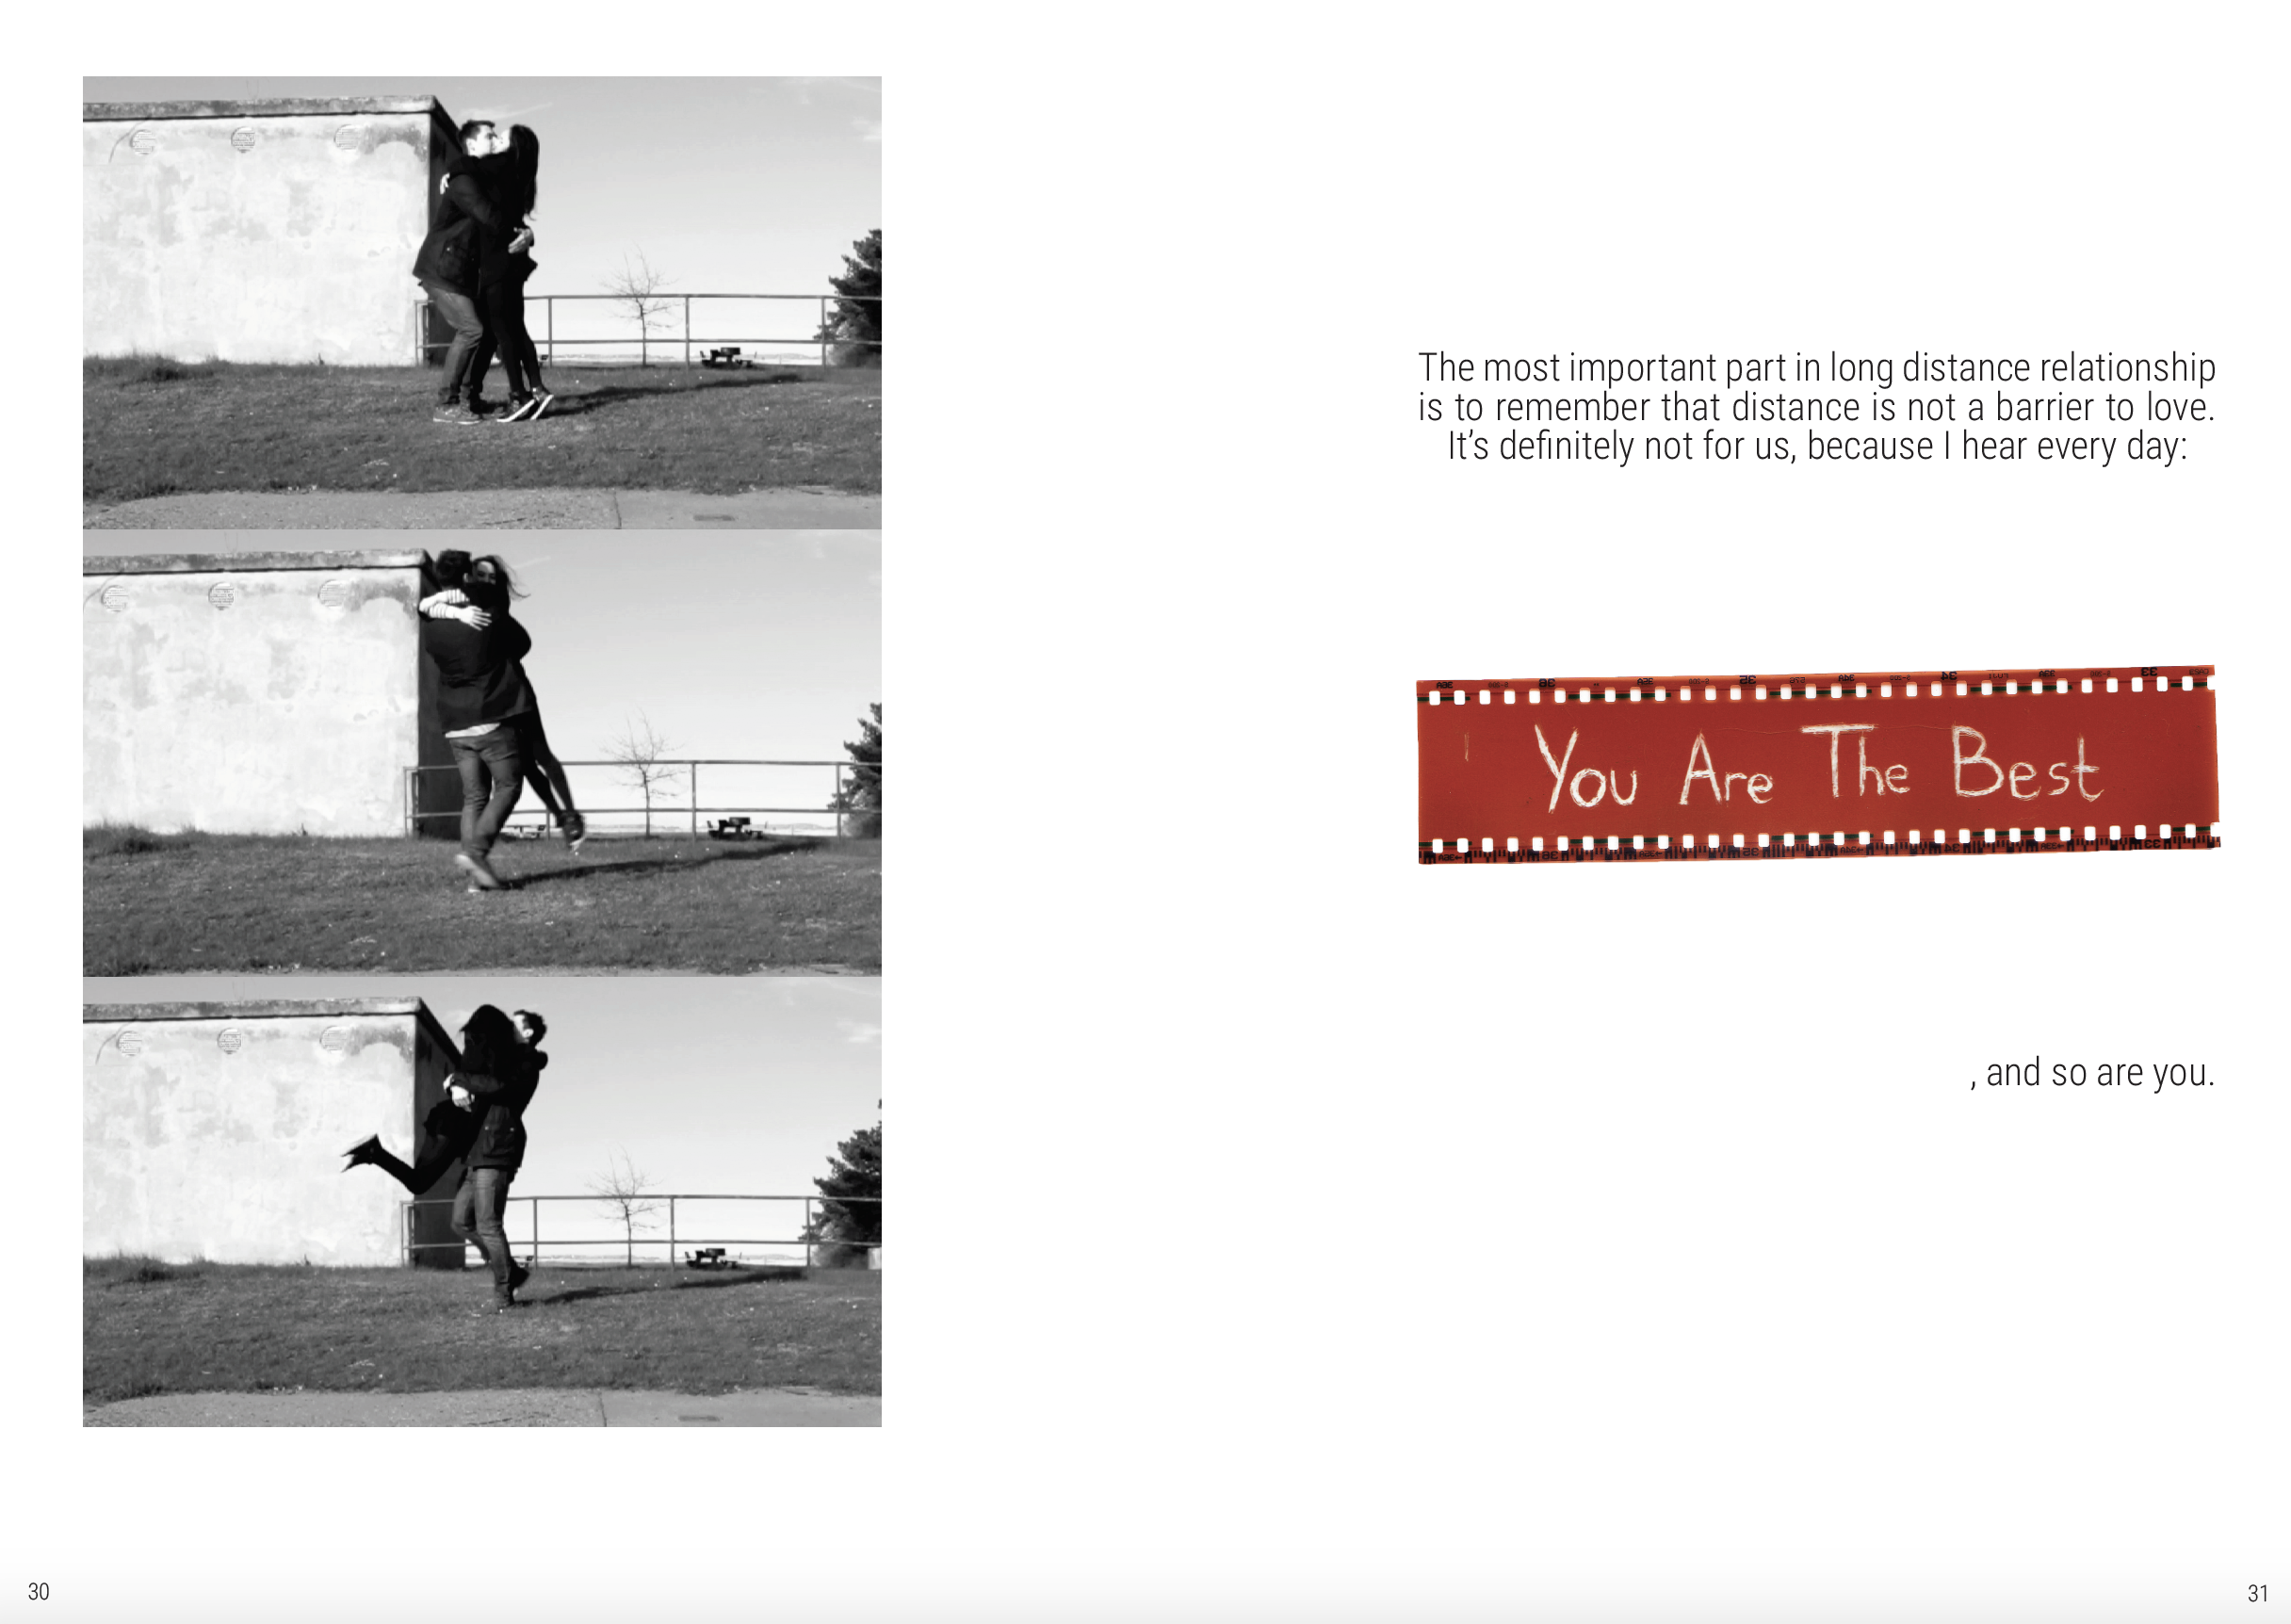 The most important part in long distance relationship
is to remember that distance is not a barrier to love.
It’s definitely not for us, because I hear every day:
You Are The Best
, and so are you.
30
31